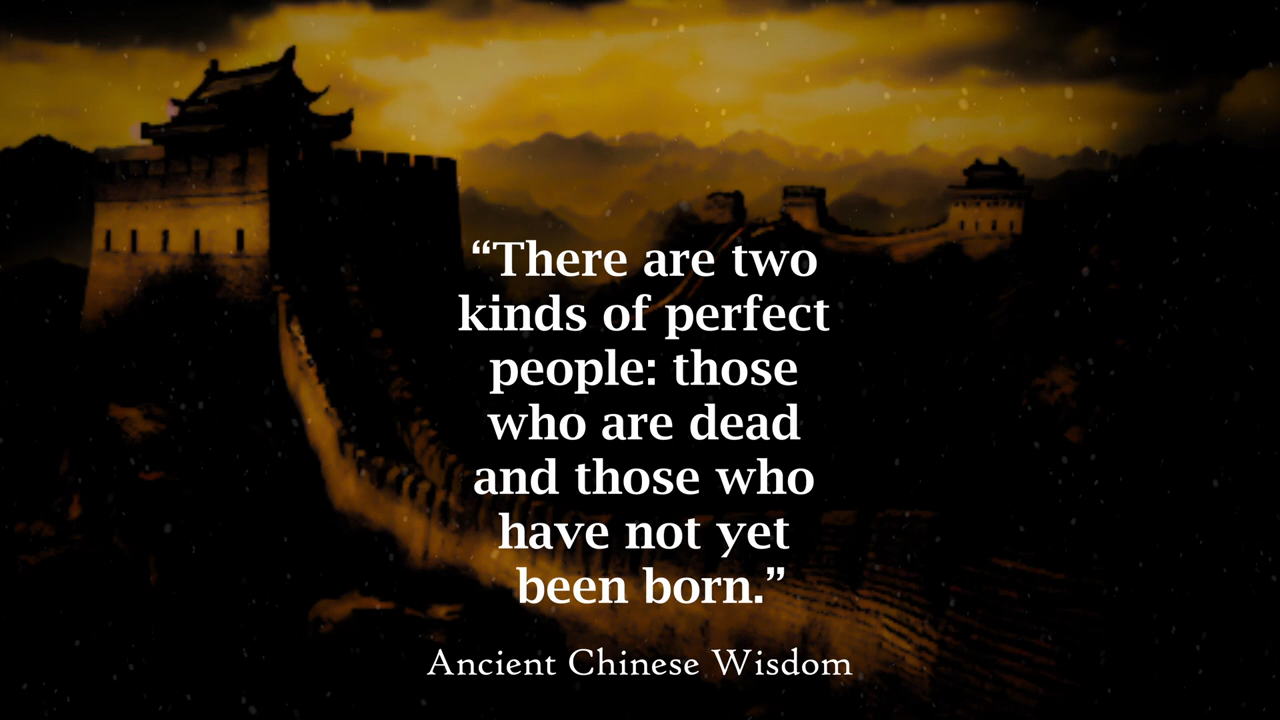 “There are two
kinds of perfect
people: those
who are dead
and those who
have not yet
been born.”
Ancient Chinese Wisdom